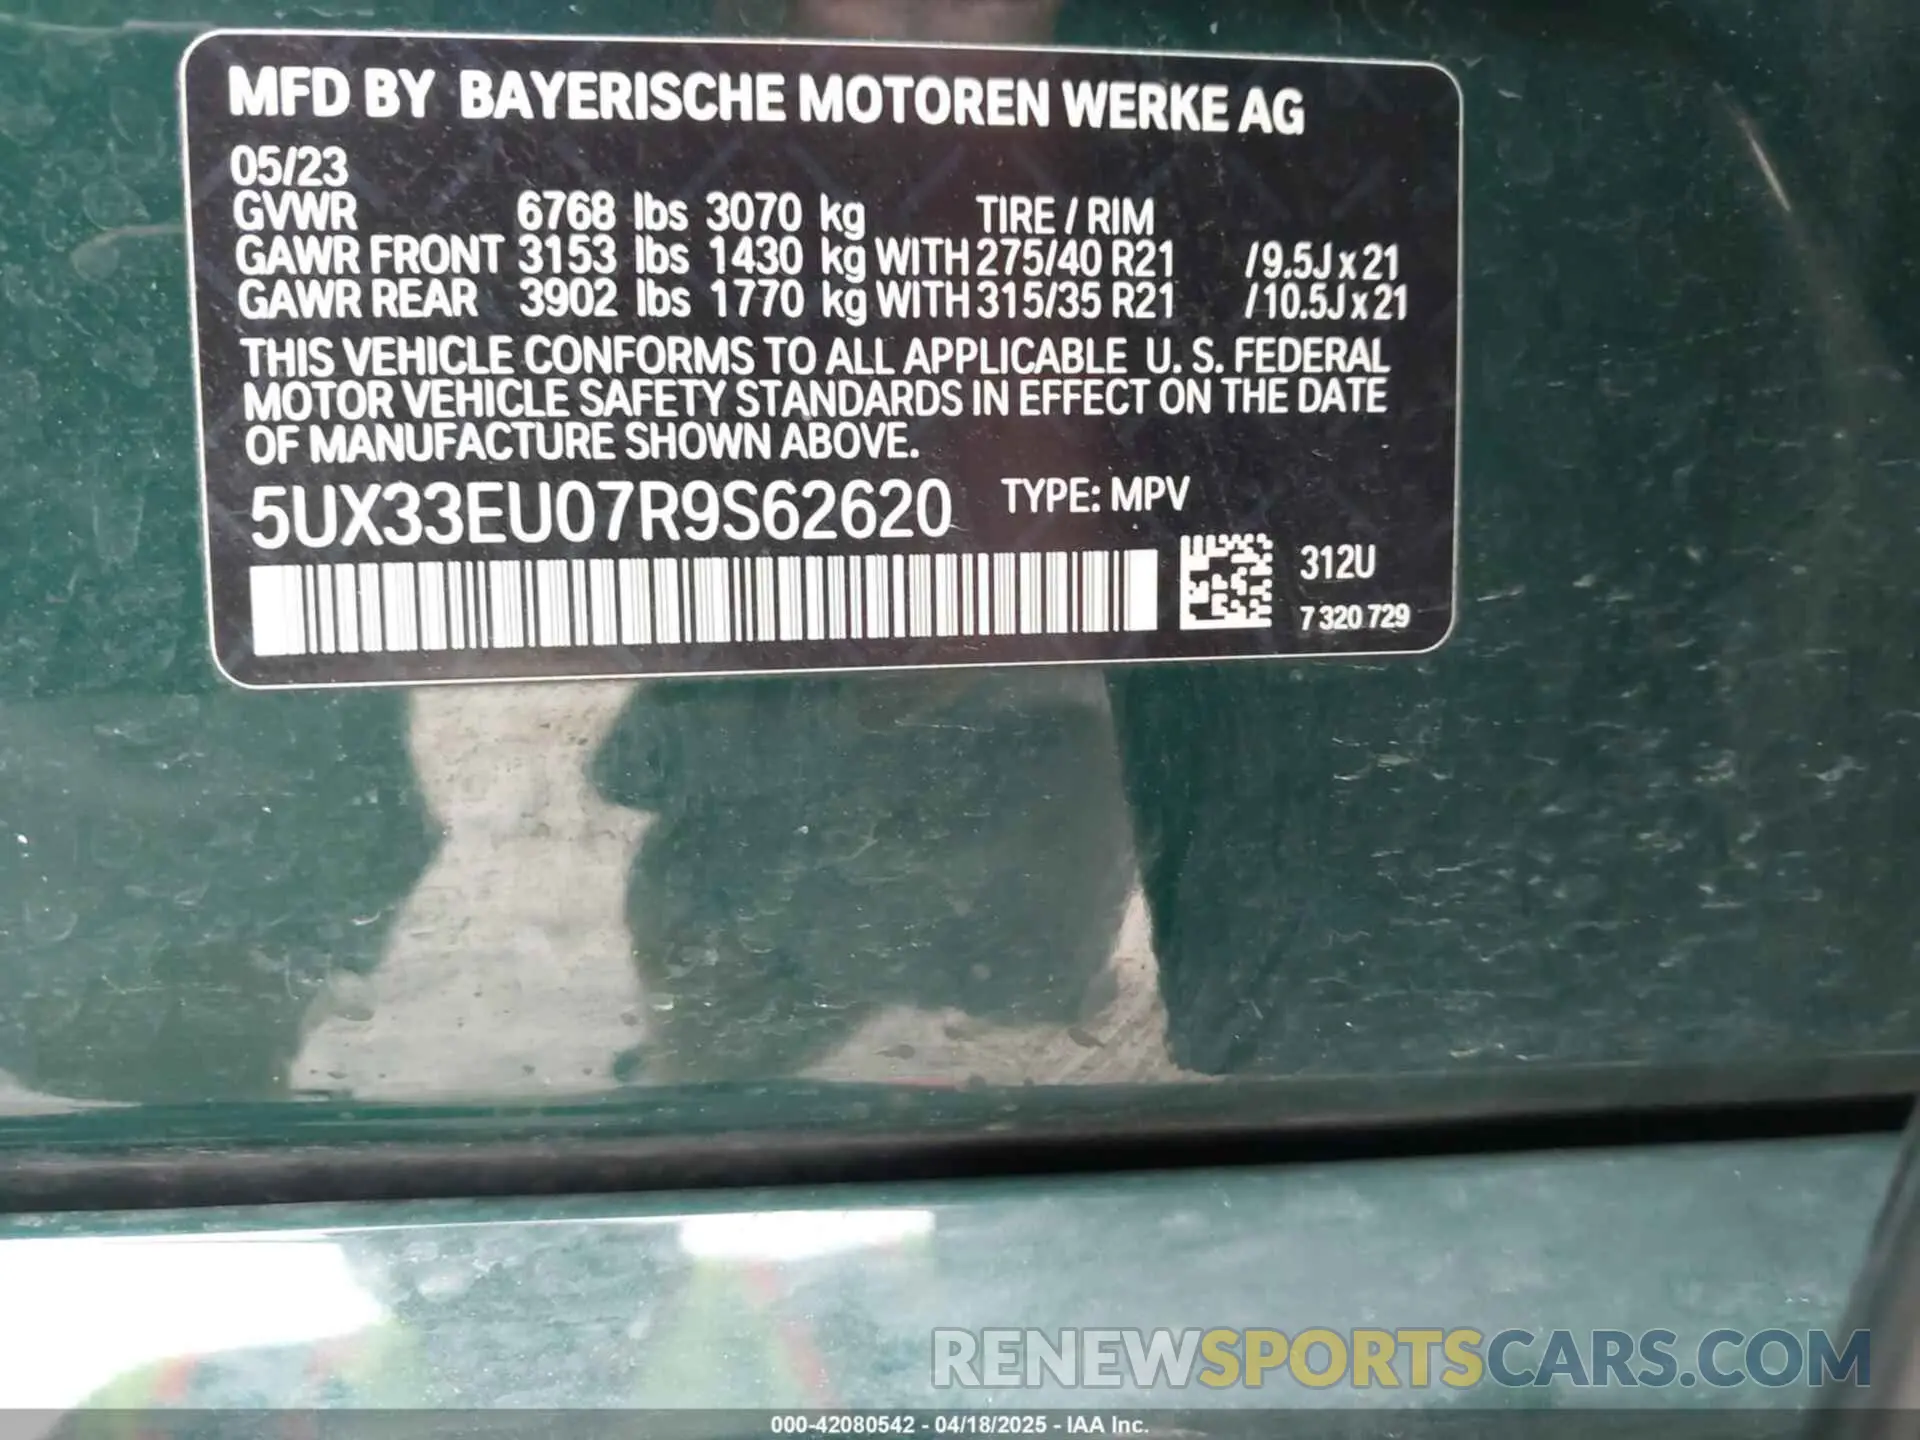 MFD BY BAYERISCHE MOTOREN WERKE AG
05/23
GVWR 6768 lbs 3070 kg TIRE / RIM
GAWR FRONT 3153 lbs 1430 kg WITH 275/40 R21 /9.5J x 21
GAWR REAR 3902 lbs 1770 kg WITH 315/35 R21 /10.5J x 21
THIS VEHICLE CONFORMS TO ALL APPLICABLE U. S. FEDERAL
MOTOR VEHICLE SAFETY STANDARDS IN EFFECT ON THE DATE
OF MANUFACTURE SHOWN ABOVE.
5UX33EU07R9S62620 TYPE: MPV
312U
7 320 729
RENEWSPORTSCARS.COM
000-42080542 - 04/18/2025 - IAA Inc.